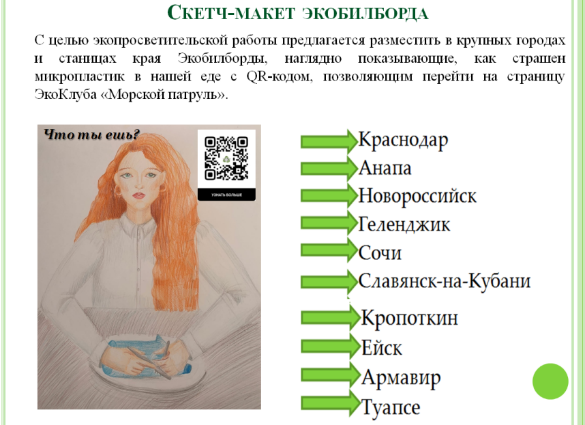 Скетч-макет экобилборда
С целью экопросветительской работы предлагается разместить в крупных городах
и станицах края Экобилборды, наглядно показывающие, как страшен
микропластик в нашей еде с QR-кодом, позволяющим перейти на страницу
ЭкоКлуба «Морской патруль».
Что ты ешь?
УЗНАТЬ БОЛЬШЕ
Краснодар
Анапа
Новороссийск
Геленджик
Сочи
Славянск-на-Кубани
Кропоткин
Ейск
Армавир
Туапсе